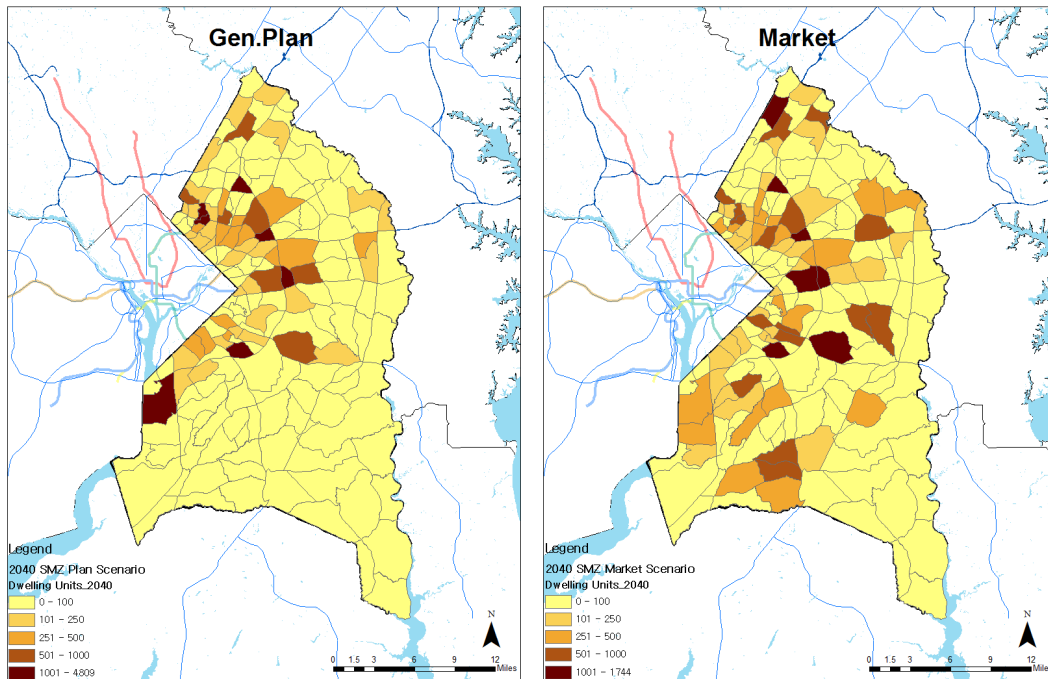 Gen.Plan
Legend
2040 SMZ Plan Scenario
Dwelling Units_2040
0 - 100
101 - 250
251 - 500
501 - 1000
1001 - 4809
N
0 1.5 3 6 9 12
Miles
Market
Legend
2040 SMZ Market Scenario
Dwelling Units_2040
0 - 100
101 - 250
251 - 500
501 - 1000
1001 - 1,744
N
0 1.5 3 6 9 12
Miles